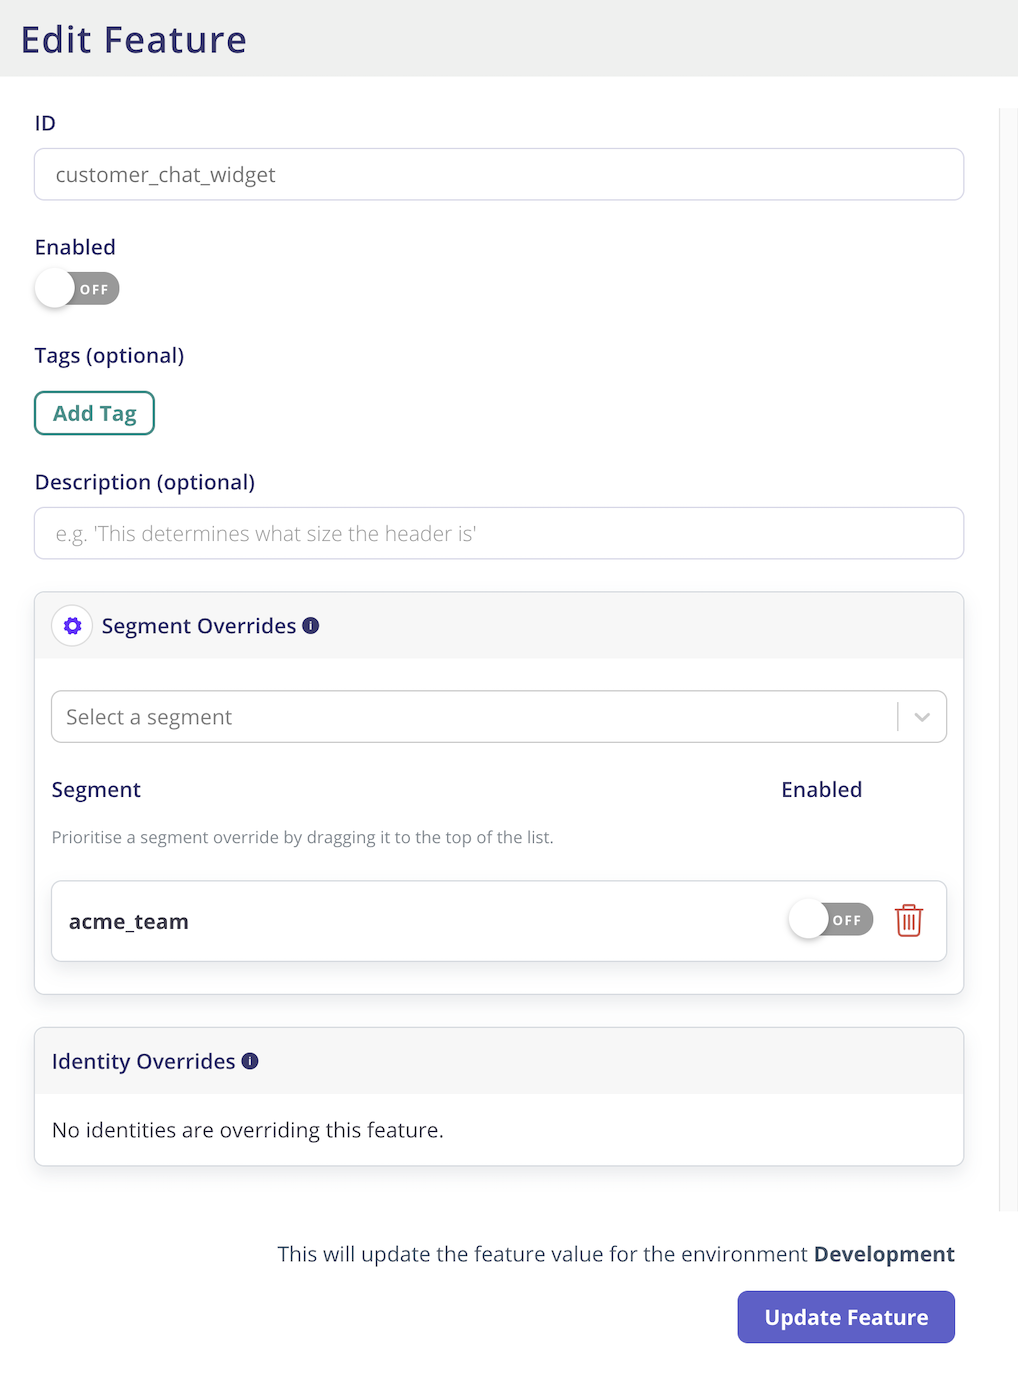 Edit Feature
ID
customer_chat_widget
Enabled
OFF
Tags (optional)
Add Tag
Description (optional)
e.g. 'This determines what size the header is'
Segment Overrides i
Select a segment
Segment Enabled
Prioritise a segment override by dragging it to the top of the list.
acme_team OFF
Identity Overrides i
No identities are overriding this feature.
This will update the feature value for the environment Development
Update Feature